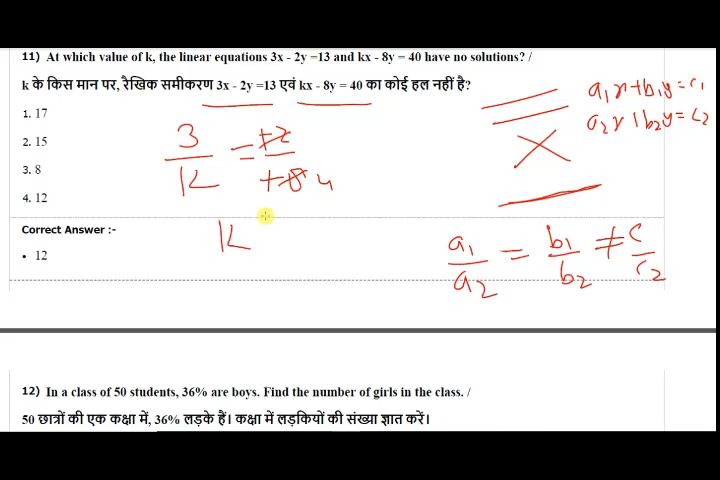 11) At which value of k, the linear equations 3x - 2y =13 and kx - 8y = 40 have no solutions? /
k के किस मान पर, रैखिक समीकरण 3x - 2y =13 एवं kx - 8y = 40 का कोई हल नहीं है?
1. 17
2. 15
3. 8
4. 12
Correct Answer :-
• 12
a₁x+b₁y=c₁
a₂x+b₂y=c₂
3/K = +2/+8 4
K
a₁/a₂ = b₁/b₂ ≠ c/c₂
12) In a class of 50 students, 36% are boys. Find the number of girls in the class. /
50 छात्रों की एक कक्षा में, 36% लड़के हैं। कक्षा में लड़कियों की संख्या ज्ञात करें।